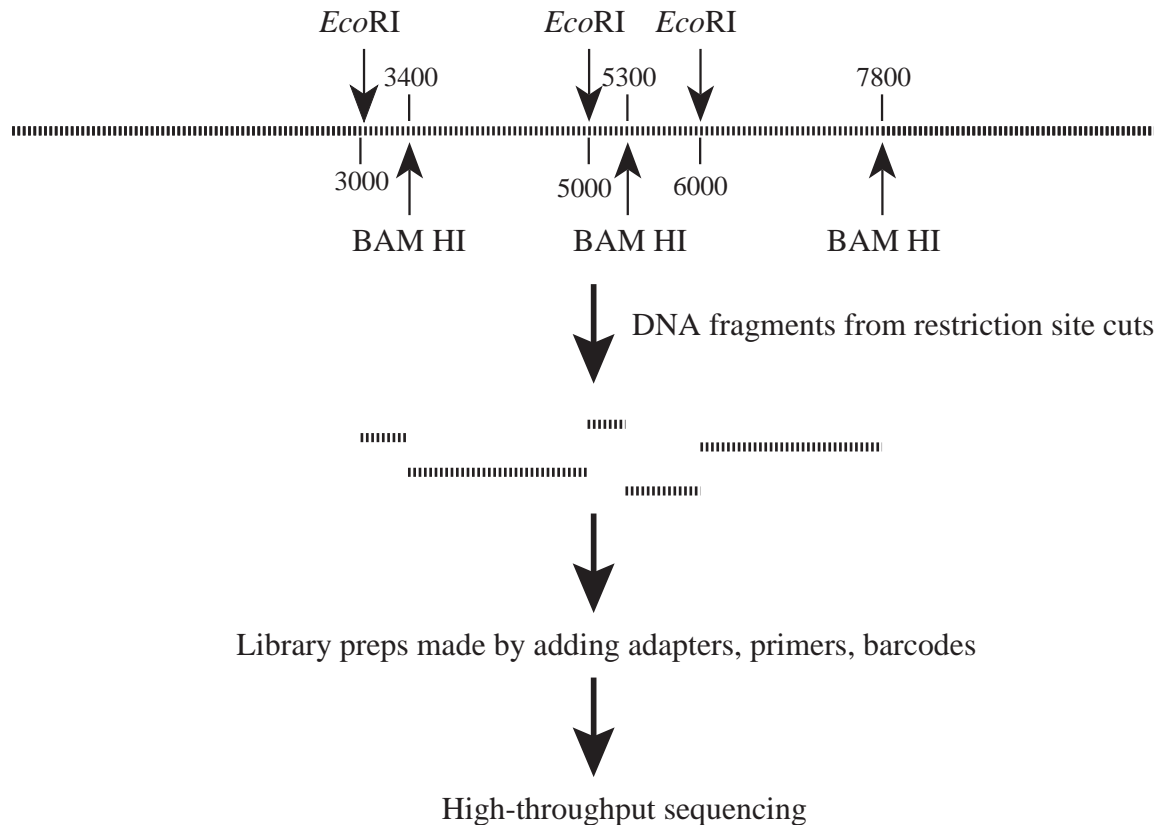 EcoRI EcoRI EcoRI
3400 5300 7800
3000 5000 6000
BAM HI BAM HI BAM HI
DNA fragments from restriction site cuts
Library preps made by adding adapters, primers, barcodes
High-throughput sequencing